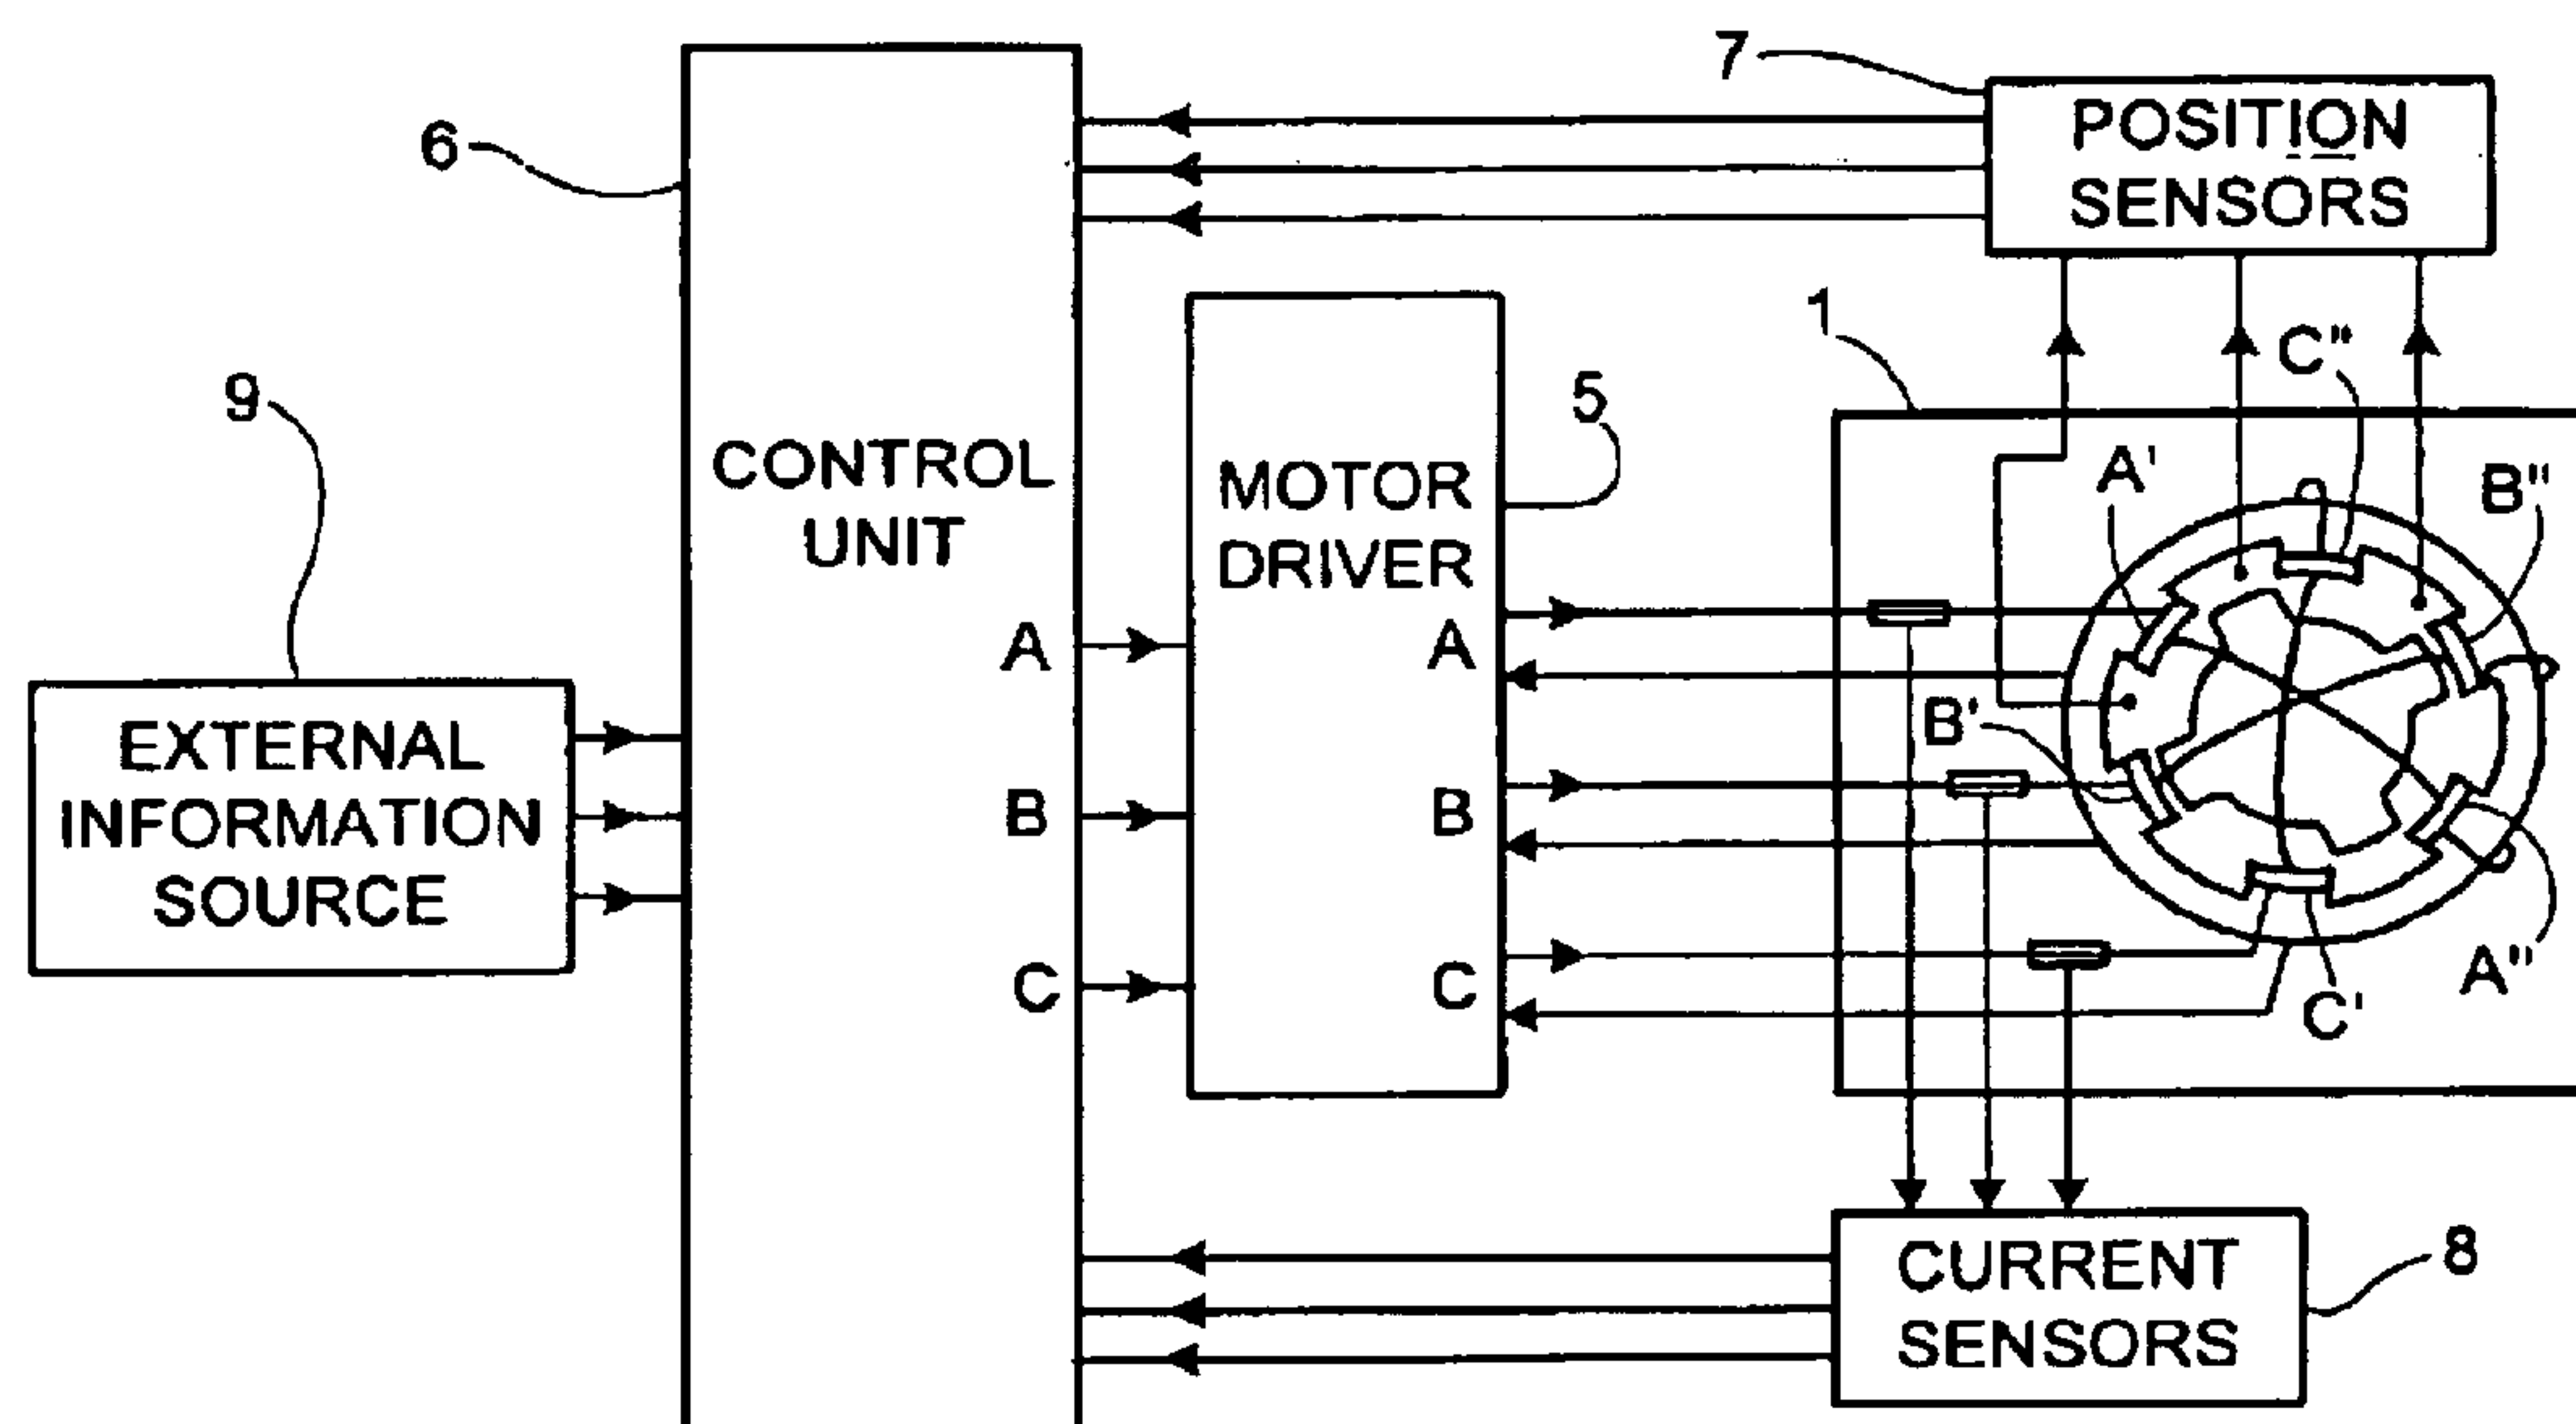 7
POSITION
SENSORS
6
1
C"
9
5
A'
B"
CONTROL
UNIT
MOTOR
DRIVER
A
A
B'
EXTERNAL
INFORMATION
SOURCE
B
B
C
C
A"
C'
8
CURRENT
SENSORS